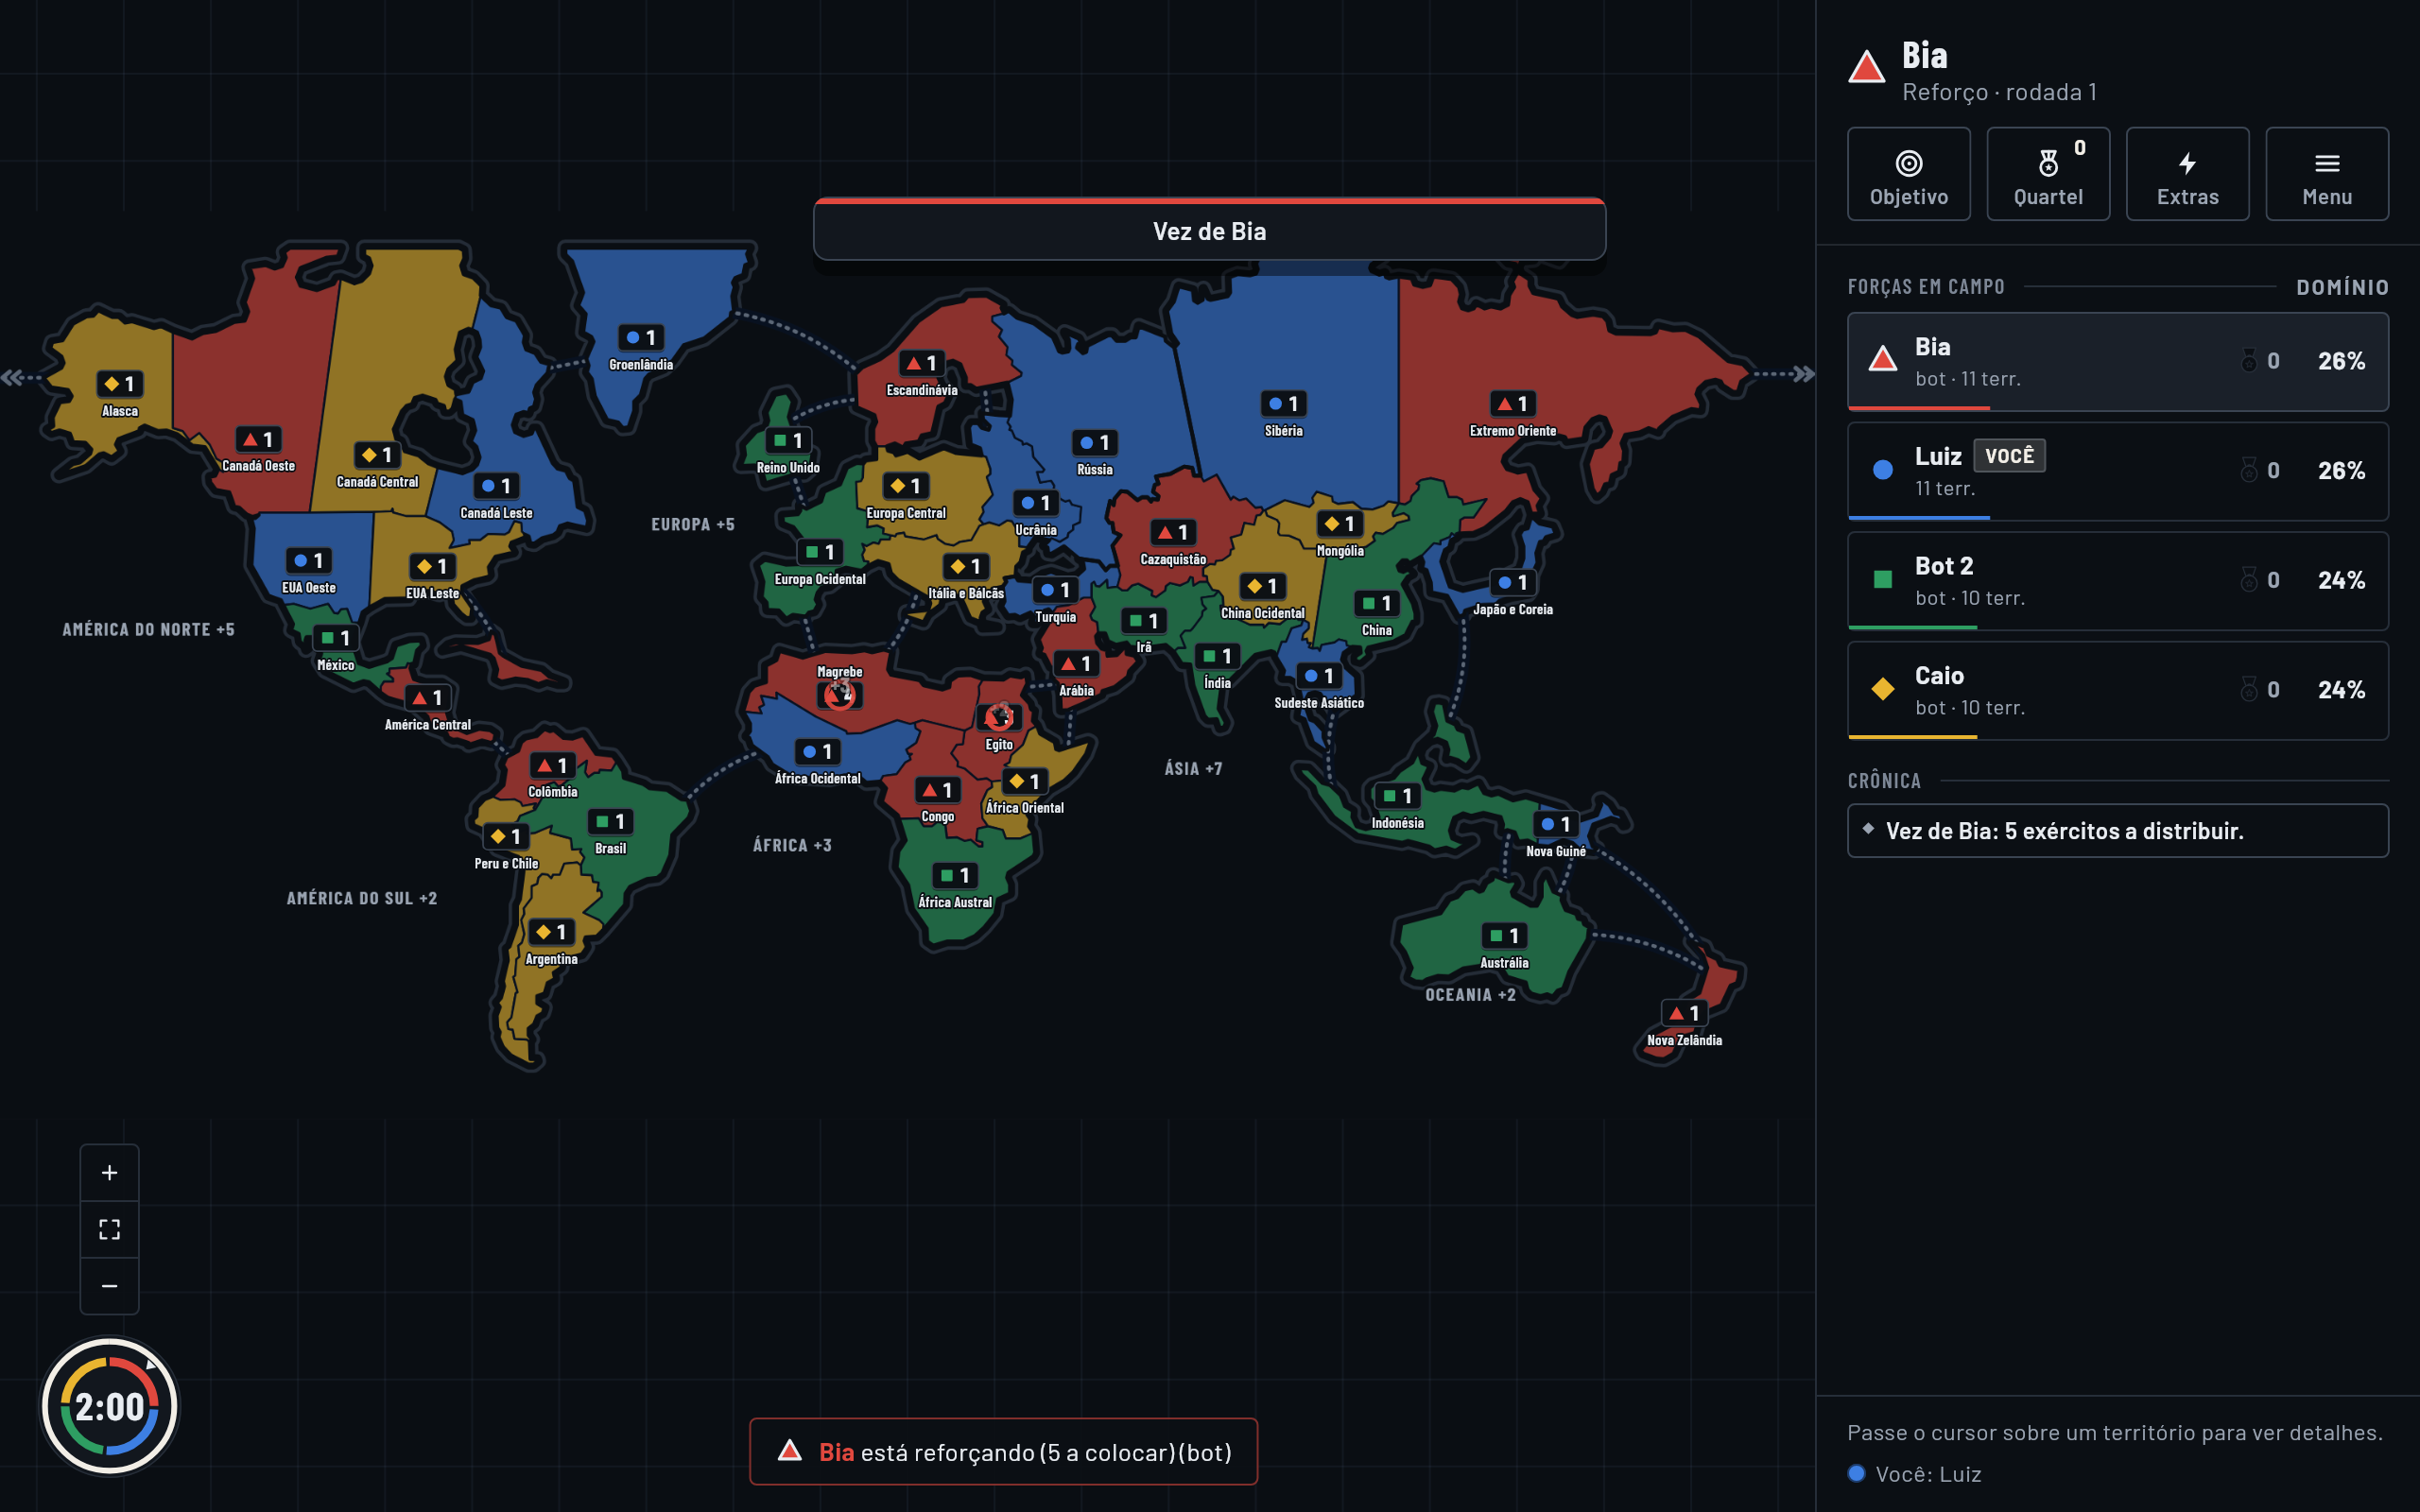 Vez de Bia
1
Groenlândia
1
Escandinávia
1
Alasca
1
Canadá Oeste
1
Canadá Central
1
Canadá Leste
1
Reino Unido
1
Europa Central
1
Rússia
1
Ucrânia
1
Sibéria
1
Extremo Oriente
EUROPA +5
1
Europa Ocidental
1
Itália e Bálcãs
1
Cazaquistão
1
Mongólia
1
China Ocidental
1
China
1
Japão e Coreia
1
EUA Oeste
1
EUA Leste
1
Turquia
1
Irã
AMÉRICA DO NORTE +5
1
México
1
América Central
Magrebe
+3
1
Arábia
1
Índia
1
Sudeste Asiático
Egito
1
Colômbia
1
África Ocidental
1
Congo
1
África Oriental
ÁSIA +7
1
Indonésia
1
Nova Guiné
1
Peru e Chile
1
Brasil
ÁFRICA +3
1
África Austral
AMÉRICA DO SUL +2
1
Argentina
1
Austrália
OCEANIA +2
1
Nova Zelândia
+
−
2:00
Bia está reforçando (5 a colocar) (bot)
Bia
Reforço · rodada 1
Objetivo
0
Quartel
Extras
Menu
FORÇAS EM CAMPO
DOMÍNIO
Bia
bot · 11 terr.
0
26%
Luiz VOCÊ
11 terr.
0
26%
Bot 2
bot · 10 terr.
0
24%
Caio
bot · 10 terr.
0
24%
CRÔNICA
Vez de Bia: 5 exércitos a distribuir.
Passe o cursor sobre um território para ver detalhes.
Você: Luiz